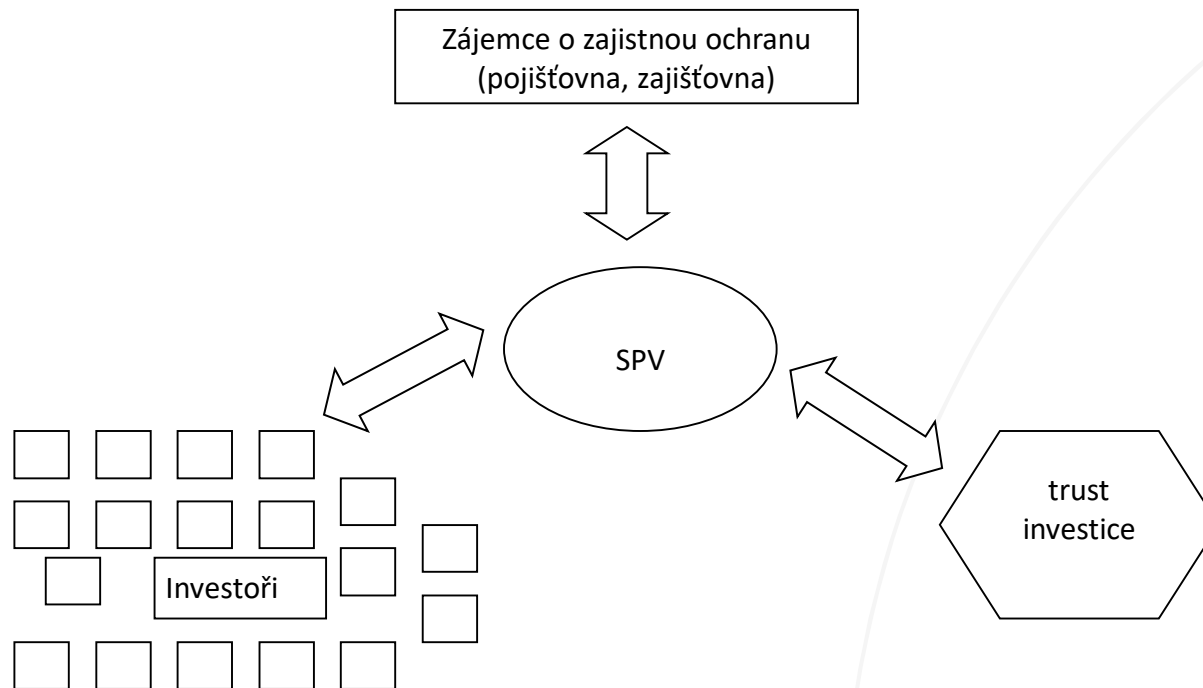 Zájemce o zajistnou ochranu
(pojišťovna, zajišťovna)
SPV
trust
investice
Investoři